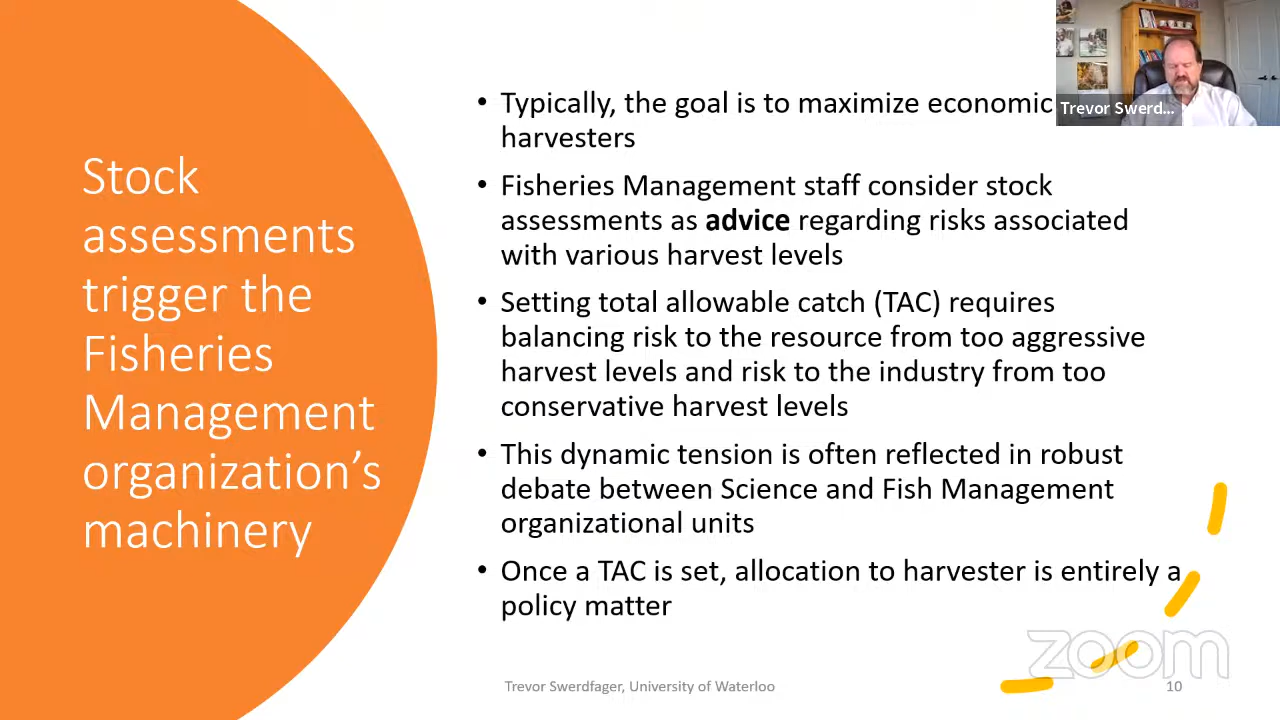 Stock
assessments
trigger the
Fisheries
Management
organization's
machinery
• Typically, the goal is to maximize economic
harvesters
• Fisheries Management staff consider stock
assessments as advice regarding risks associated
with various harvest levels
• Setting total allowable catch (TAC) requires
balancing risk to the resource from too aggressive
harvest levels and risk to the industry from too
conservative harvest levels
• This dynamic tension is often reflected in robust
debate between Science and Fish Management
organizational units
• Once a TAC is set, allocation to harvester is entirely a
policy matter
Trevor Swerd...
zoom
Trevor Swerdfager, University of Waterloo
10